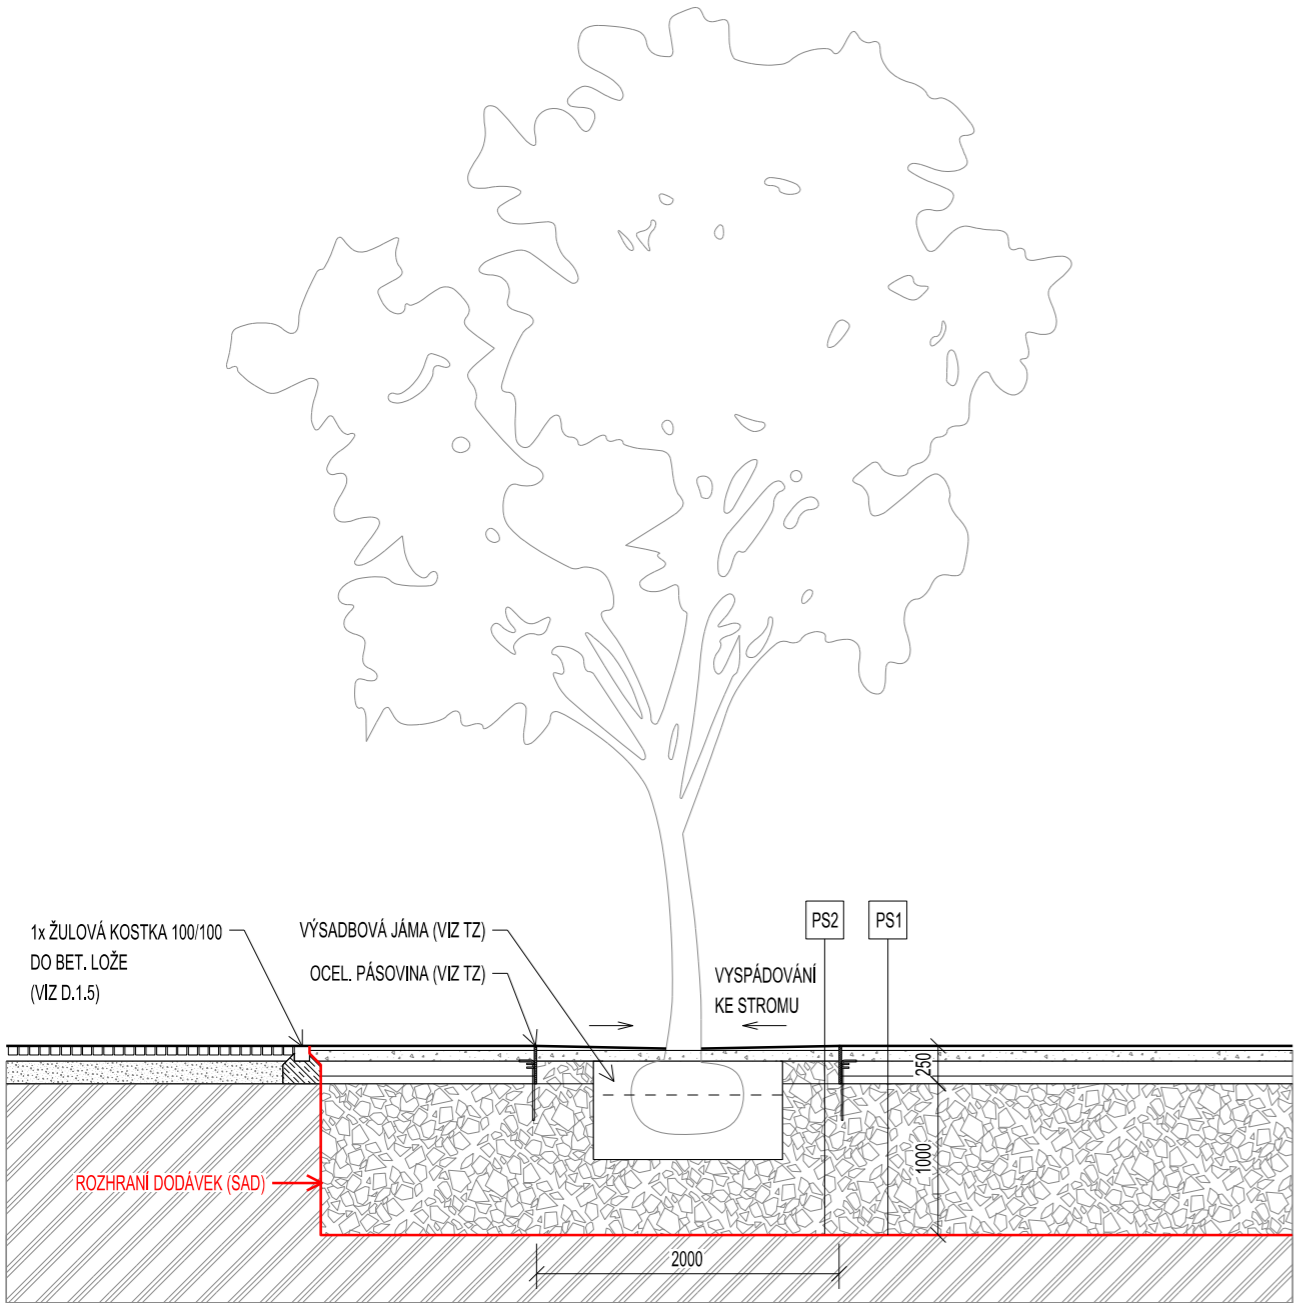 1x ŽULOVÁ KOSTKA 100/100
DO BET. LOŽE
(VIZ D.1.5)
VÝSADBOVÁ JÁMA (VIZ TZ)
OCEL. PÁSOVINA (VIZ TZ)
VYSPÁDOVÁNÍ
KE STROMU
PS2
PS1
250
1000
ROZHRANÍ DODÁVEK (SAD)
2000